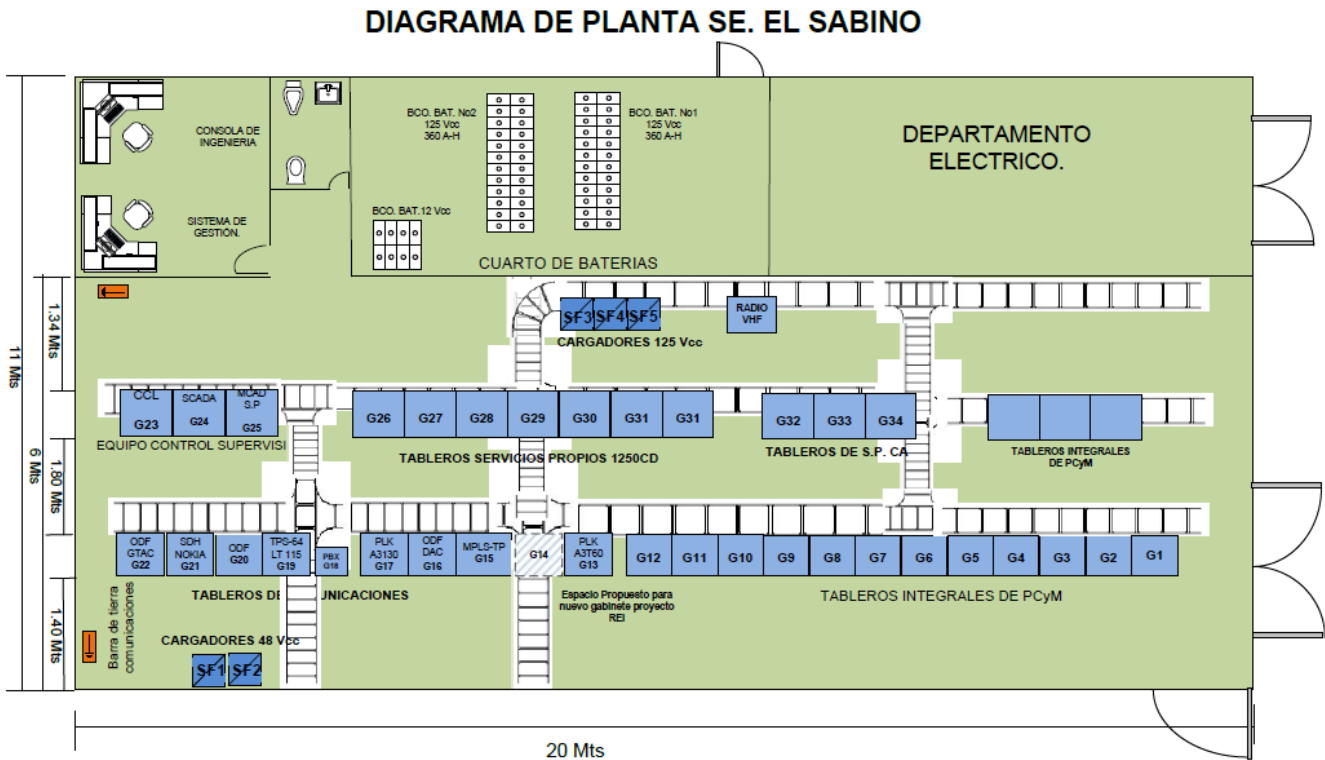 DIAGRAMA DE PLANTA SE. EL SABINO
CONSOLA DE
INGENIERIA
SISTEMA DE
GESTIÓN.
BCO. BAT. No2
125 Vcc
360 A-H
BCO. BAT. No1
125 Vcc
360 A-H
BCO. BAT.12 Vcc
CUARTO DE BATERIAS
DEPARTAMENTO
ELECTRICO.
11 Mts
6 Mts
1.34 Mts
1.80 Mts
1.40 Mts
SF3
SF4
SF5
CARGADORES 125 Vcc
RADIO
VHF
CCL
G23
SCADA
G24
MCAD
S.P
G25
EQUIPO CONTROL SUPERVISI
G26
G27
G28
G29
G30
G31
G31
TABLEROS SERVICIOS PROPIOS 1250CD
G32
G33
G34
TABLEROS DE S.P. CA
TABLEROS INTEGRALES
DE PCyM
ODF
GTAC
G22
SDH
NOKIA
G21
ODF
G20
TPS-64
LT 115
G19
PBX
G18
PLK
A3130
G17
ODF
DAC
G16
MPLS-TP
G15
G14
PLK
A3T60
G13
G12
G11
G10
G9
G8
G7
G6
G5
G4
G3
G2
G1
TABLEROS DE
MUNICACIONES
Espacio Propuesto para
nuevo gabinete proyecto
REI
TABLEROS INTEGRALES DE PCyM
Barra de tierra
comunicaciones
CARGADORES 48 Vcc
SF1
SF2
20 Mts